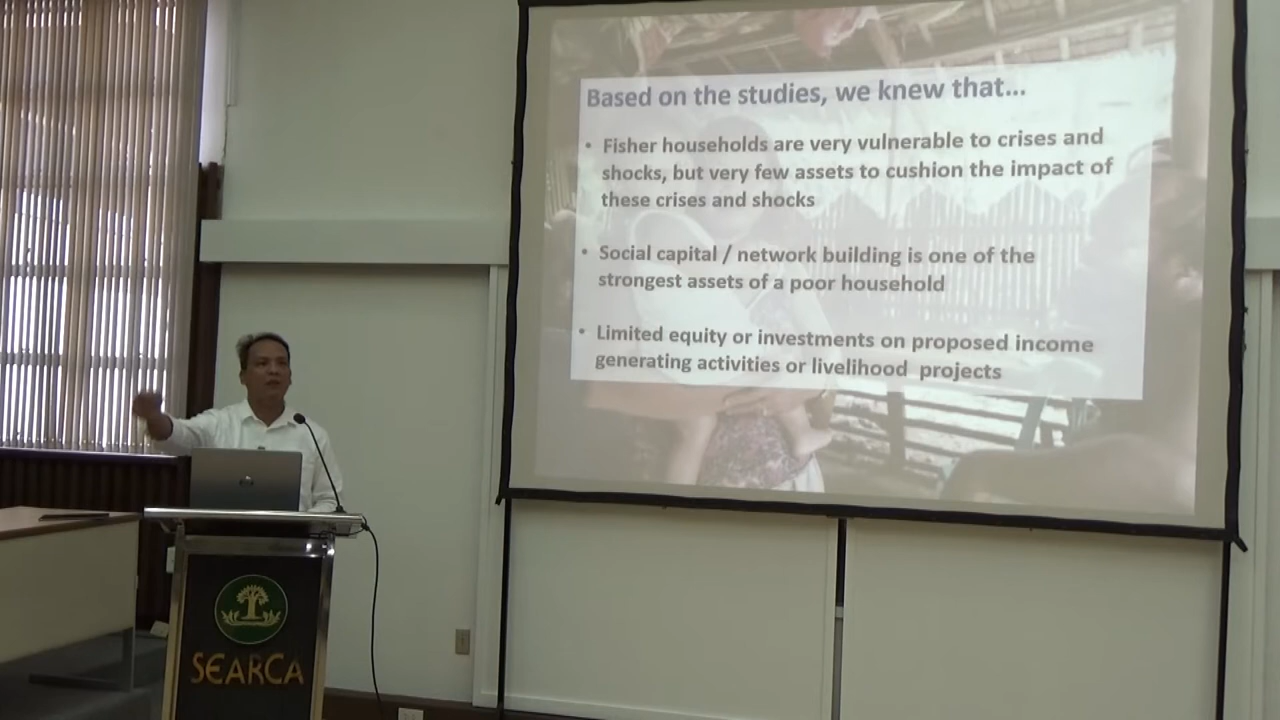 Based on the studies, we knew that...
• Fisher households are very vulnerable to crises and
shocks, but very few assets to cushion the impact of
these crises and shocks
• Social capital / network building is one of the
strongest assets of a poor household
• Limited equity or investments on proposed income
generating activities or livelihood projects
SEARCA